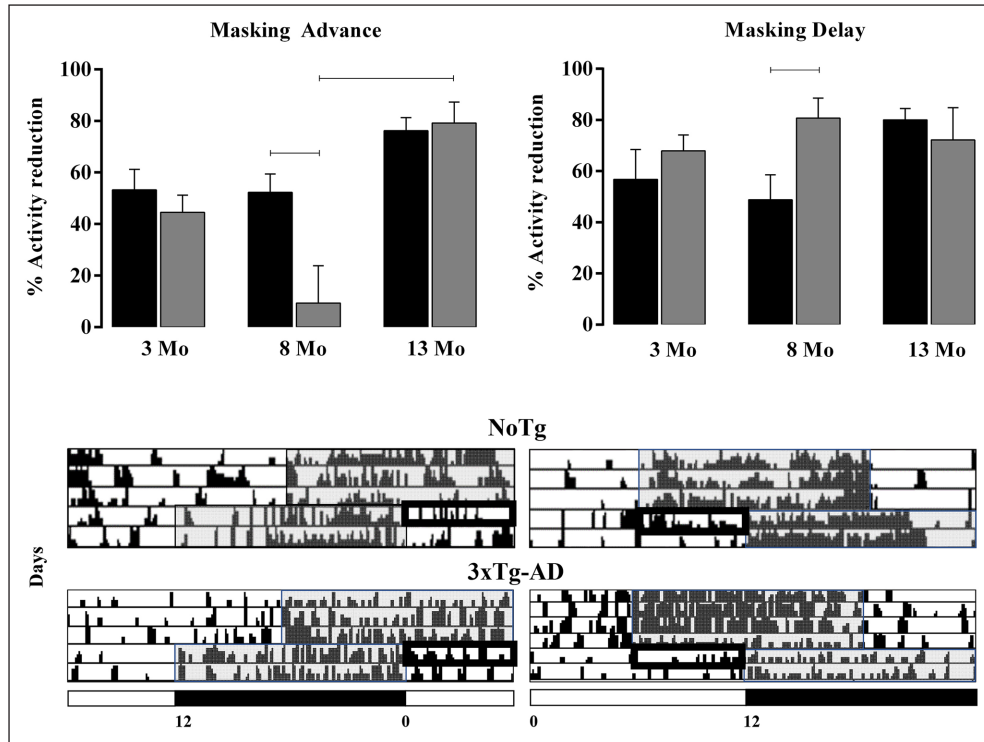 Masking Advance
% Activity reduction
100
80
60
40
20
0
3 Mo
8 Mo
13 Mo
Masking Delay
% Activity reduction
100
80
60
40
20
0
3 Mo
8 Mo
13 Mo
Days
NoTg
3xTg-AD
12
0
0
12